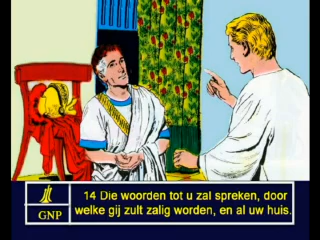 14 Die woorden tot u zal spreken, door
welke gij zult zalig worden, en al uw huis.
GNP